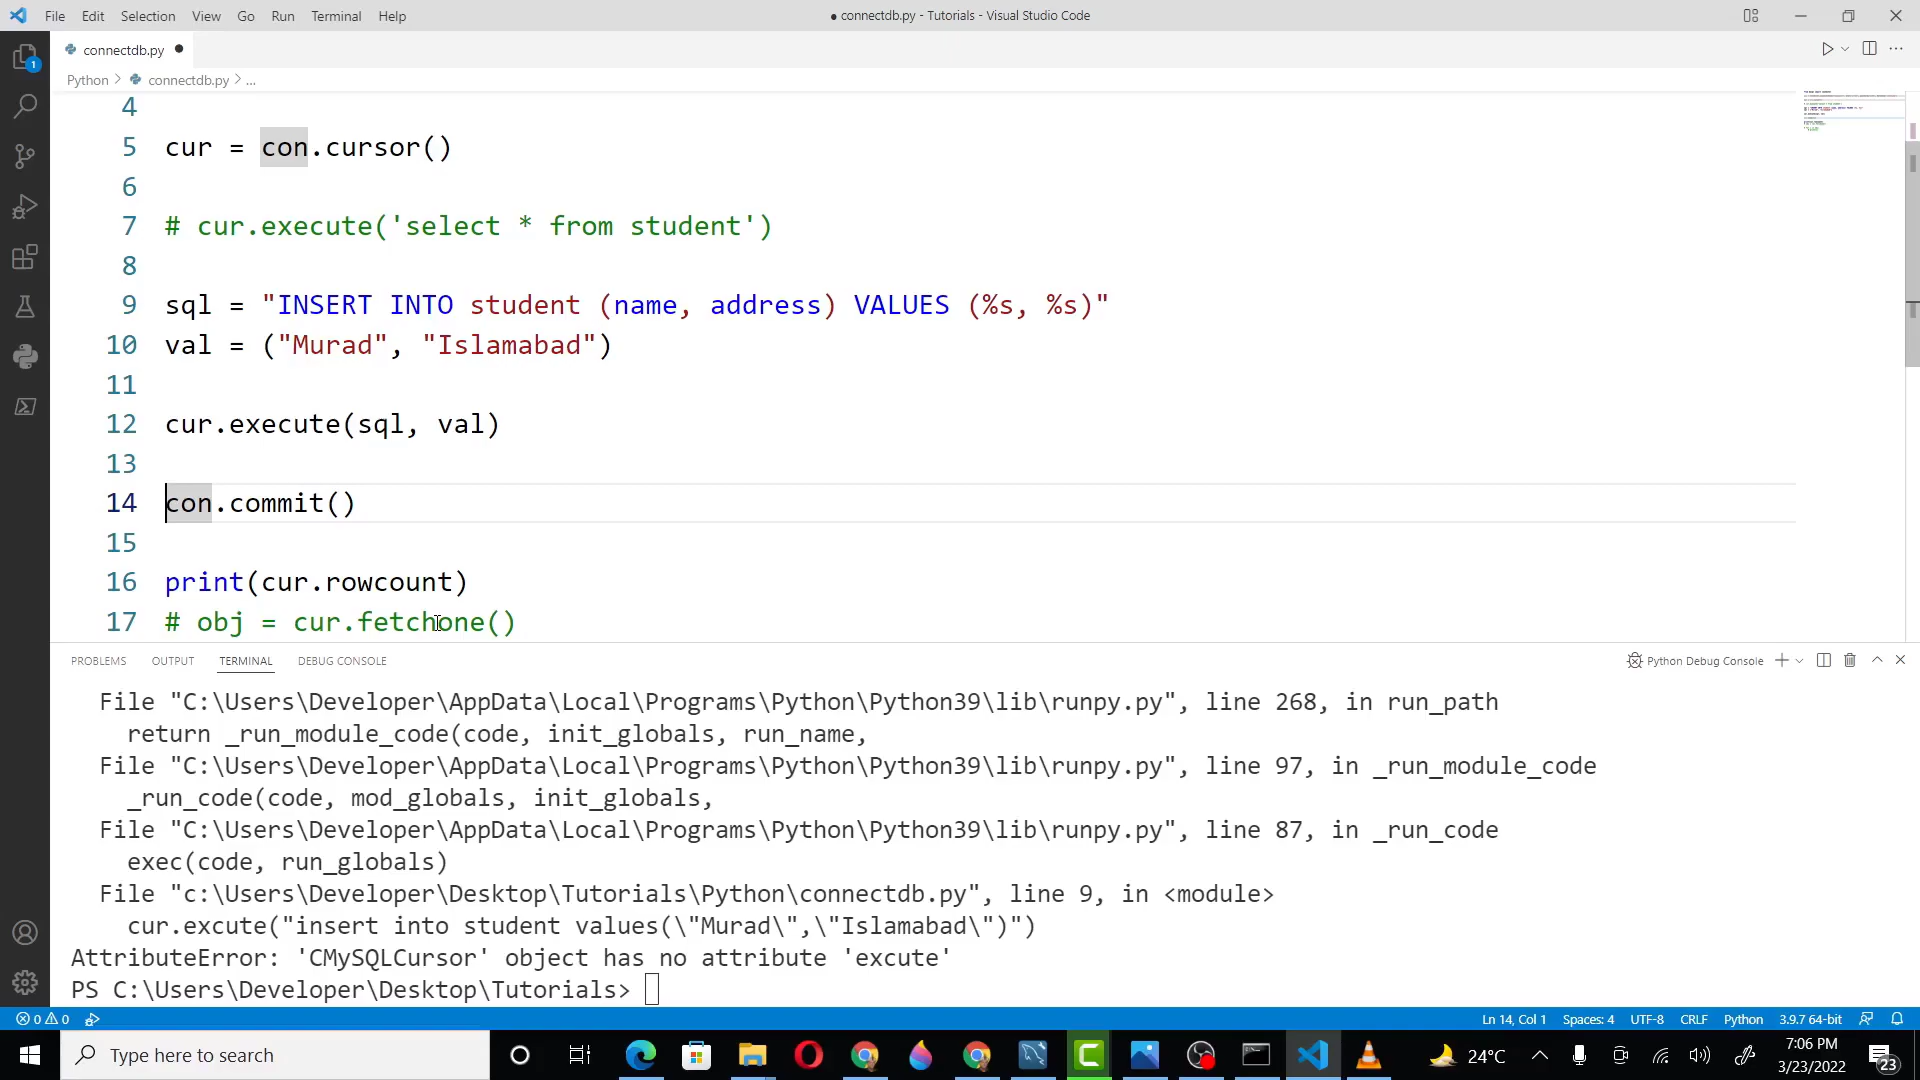 File Edit Selection View Go Run Terminal Help
● connectdb.py - Tutorials - Visual Studio Code
connectdb.py ●
Python > connectdb.py > ...
1
4
5 cur = con.cursor()
6
7 # cur.execute('select * from student')
8
9 sql = "INSERT INTO student (name, address) VALUES (%s, %s)"
10 val = ("Murad", "Islamabad")
11
12 cur.execute(sql, val)
13
14 con.commit()
15
16 print(cur.rowcount)
17 # obj = cur.fetchone()
PROBLEMS OUTPUT TERMINAL DEBUG CONSOLE
Python Debug Console
File "C:\Users\Developer\AppData\Local\Programs\Python\Python39\lib\runpy.py", line 268, in run_path
return _run_module_code(code, init_globals, run_name,
File "C:\Users\Developer\AppData\Local\Programs\Python\Python39\lib\runpy.py", line 97, in _run_module_code
_run_code(code, mod_globals, init_globals,
File "C:\Users\Developer\AppData\Local\Programs\Python\Python39\lib\runpy.py", line 87, in _run_code
exec(code, run_globals)
File "c:\Users\Developer\Desktop\Tutorials\Python\connectdb.py", line 9, in <module>
cur.excute("insert into student values(\"Murad\",\"Islamabad\")")
AttributeError: 'CMySQLCursor' object has no attribute 'excute'
PS C:\Users\Developer\Desktop\Tutorials>
0 0
Ln 14, Col 1 Spaces: 4 UTF-8 CRLF Python 3.9.7 64-bit
Type here to search
24°C
7:06 PM
3/23/2022
23